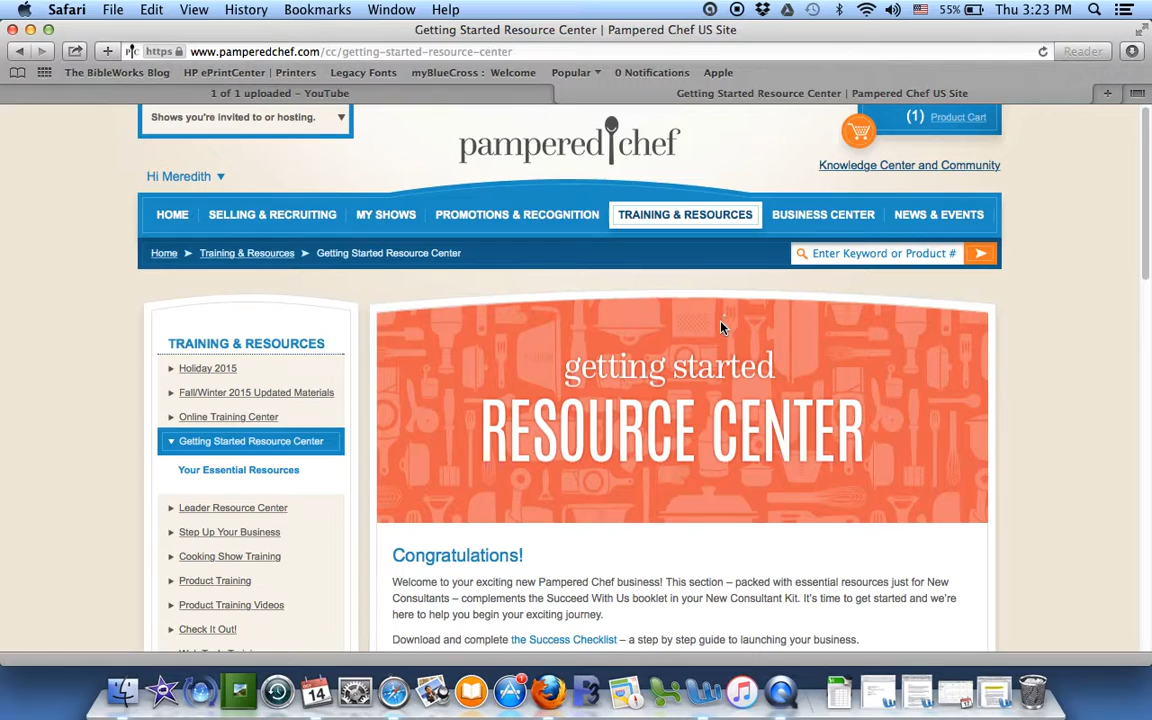 Safari File Edit View History Bookmarks Window Help 55% Thu 3:23 PM
Getting Started Resource Center | Pampered Chef US Site
https www.pamperedchef.com/cc/getting-started-resource-center Reader
The BibleWorks Blog HP ePrintCenter | Printers Legacy Fonts myBlueCross : Welcome Popular 0 Notifications Apple
1 of 1 uploaded – YouTube Getting Started Resource Center | Pampered Chef US Site
Shows you're invited to or hosting.
pampered chef
(1) Product Cart
Knowledge Center and Community
Hi Meredith
HOME SELLING & RECRUITING MY SHOWS PROMOTIONS & RECOGNITION TRAINING & RESOURCES BUSINESS CENTER NEWS & EVENTS
Home Training & Resources Getting Started Resource Center Enter Keyword or Product #
TRAINING & RESOURCES
Holiday 2015
Fall/Winter 2015 Updated Materials
Online Training Center
Getting Started Resource Center
Your Essential Resources
Leader Resource Center
Step Up Your Business
Cooking Show Training
Product Training
Product Training Videos
Check It Out!
getting started
RESOURCE CENTER
Congratulations!
Welcome to your exciting new Pampered Chef business! This section – packed with essential resources just for New
Consultants – complements the Succeed With Us booklet in your New Consultant Kit. It's time to get started and we're
here to help you begin your exciting journey.
Download and complete the Success Checklist – a step by step guide to launching your business.
14
1